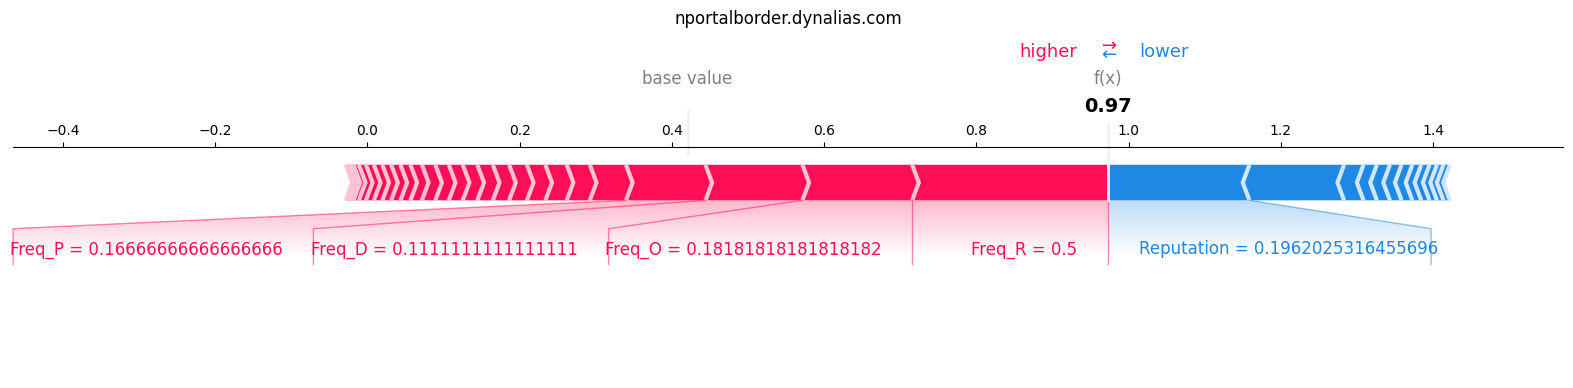 nportalborder.dynalias.com
higher ⇄ lower
base value
f(x)
0.97
−0.4 −0.2 0.0 0.2 0.4 0.6 0.8 1.0 1.2 1.4
Freq_P = 0.16666666666666666 Freq_D = 0.1111111111111111 Freq_O = 0.18181818181818182 Freq_R = 0.5 Reputation = 0.1962025316455696